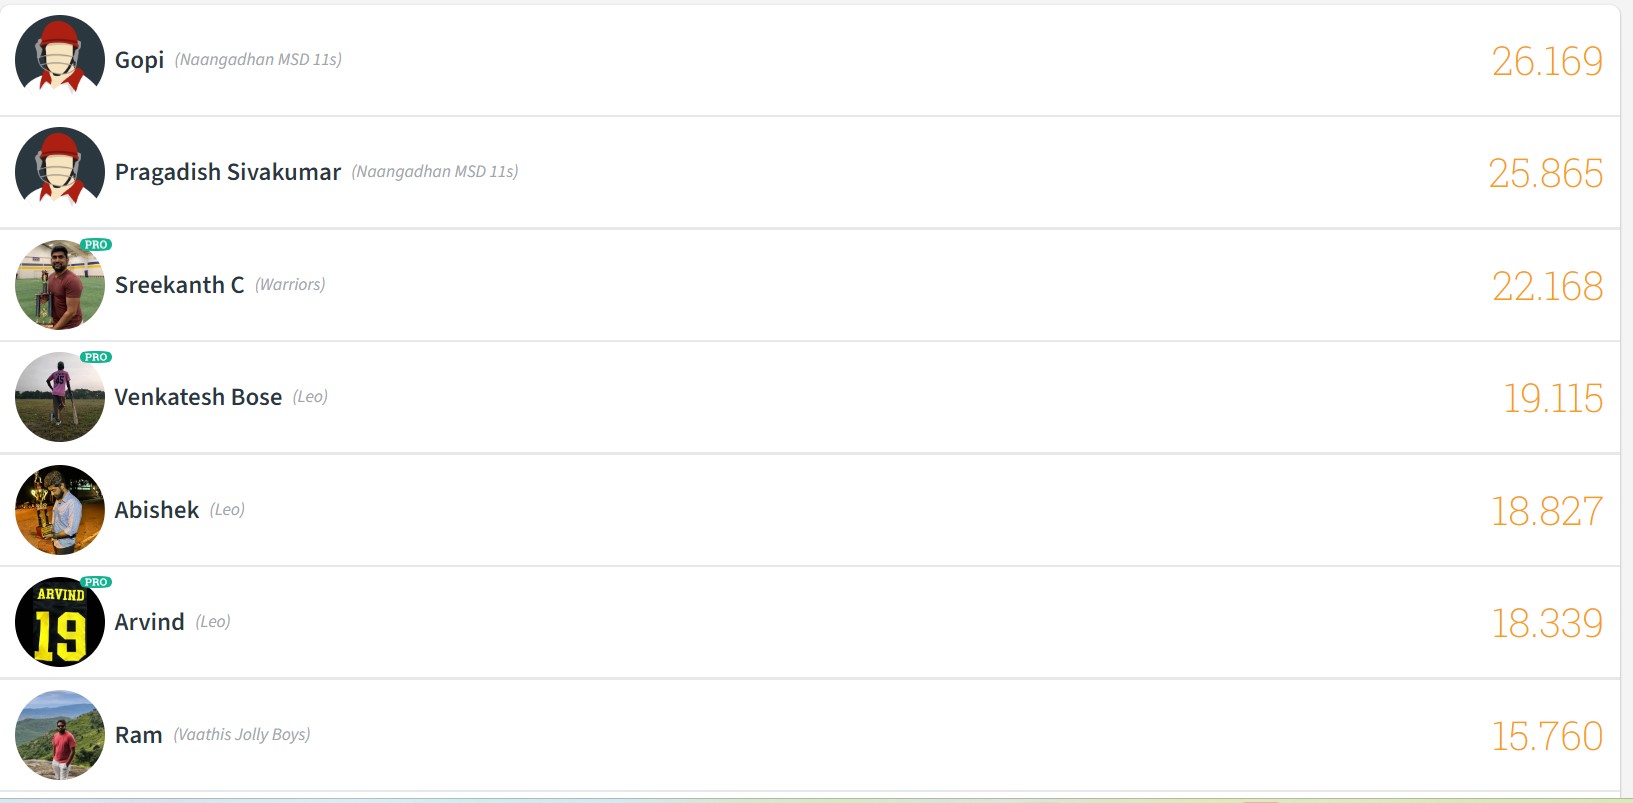 Gopi (Naangadhan MSD 11s) 26.169
Pragadish Sivakumar (Naangadhan MSD 11s) 25.865
PRO
Sreekanth C (Warriors) 22.168
PRO
45
Venkatesh Bose (Leo) 19.115
Abishek (Leo) 18.827
PRO
ARVIND
19
Arvind (Leo) 18.339
Ram (Vaathis Jolly Boys) 15.760